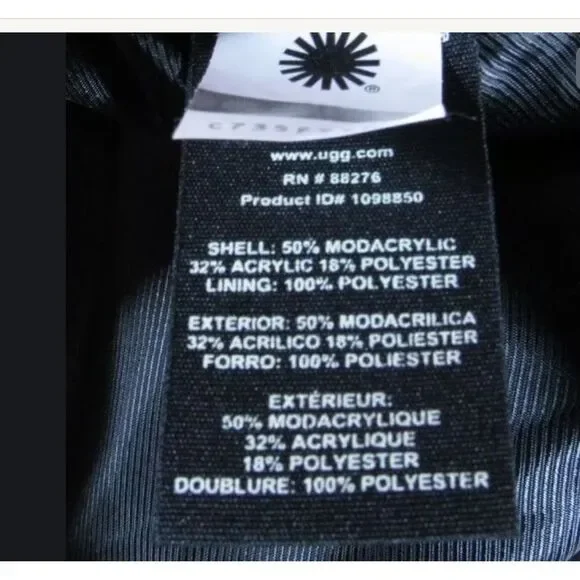 ®
www.ugg.com
RN # 88276
Product ID# 1098850
SHELL: 50% MODACRYLIC
32% ACRYLIC 18% POLYESTER
LINING: 100% POLYESTER
EXTERIOR: 50% MODACRILICA
32% ACRILICO 18% POLIESTER
FORRO: 100% POLIESTER
EXTÉRIEUR:
50% MODACRYLIQUE
32% ACRYLIQUE
18% POLYESTER
DOUBLURE: 100% POLYESTER